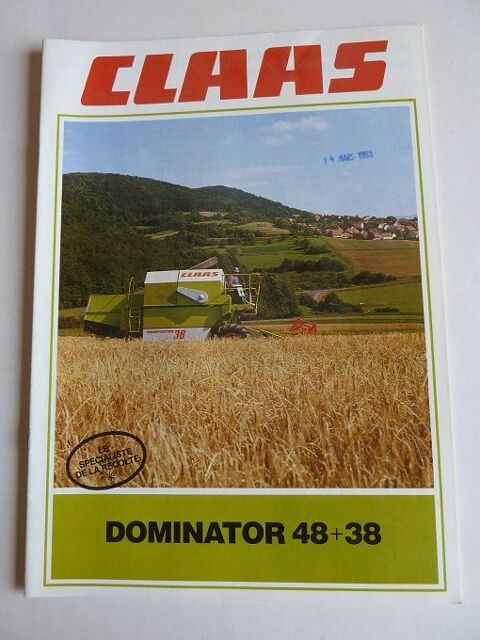 CLAAS
14 MARS 1983
CLAAS
38
LE
SPECIALISTE
DE LA RECOLTE
DOMINATOR 48+38